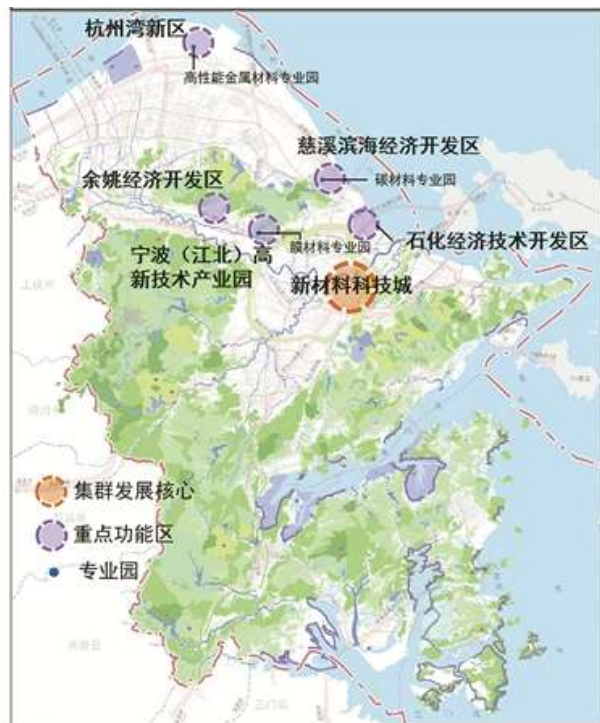 杭州湾新区
高性能金属材料专业园
慈溪滨海经济开发区
碳材料专业园
余姚经济开发区
膜材料专业园
石化经济技术开发区
宁波（江北）高
新技术产业园
新材料科技城
集群发展核心
重点功能区
专业园